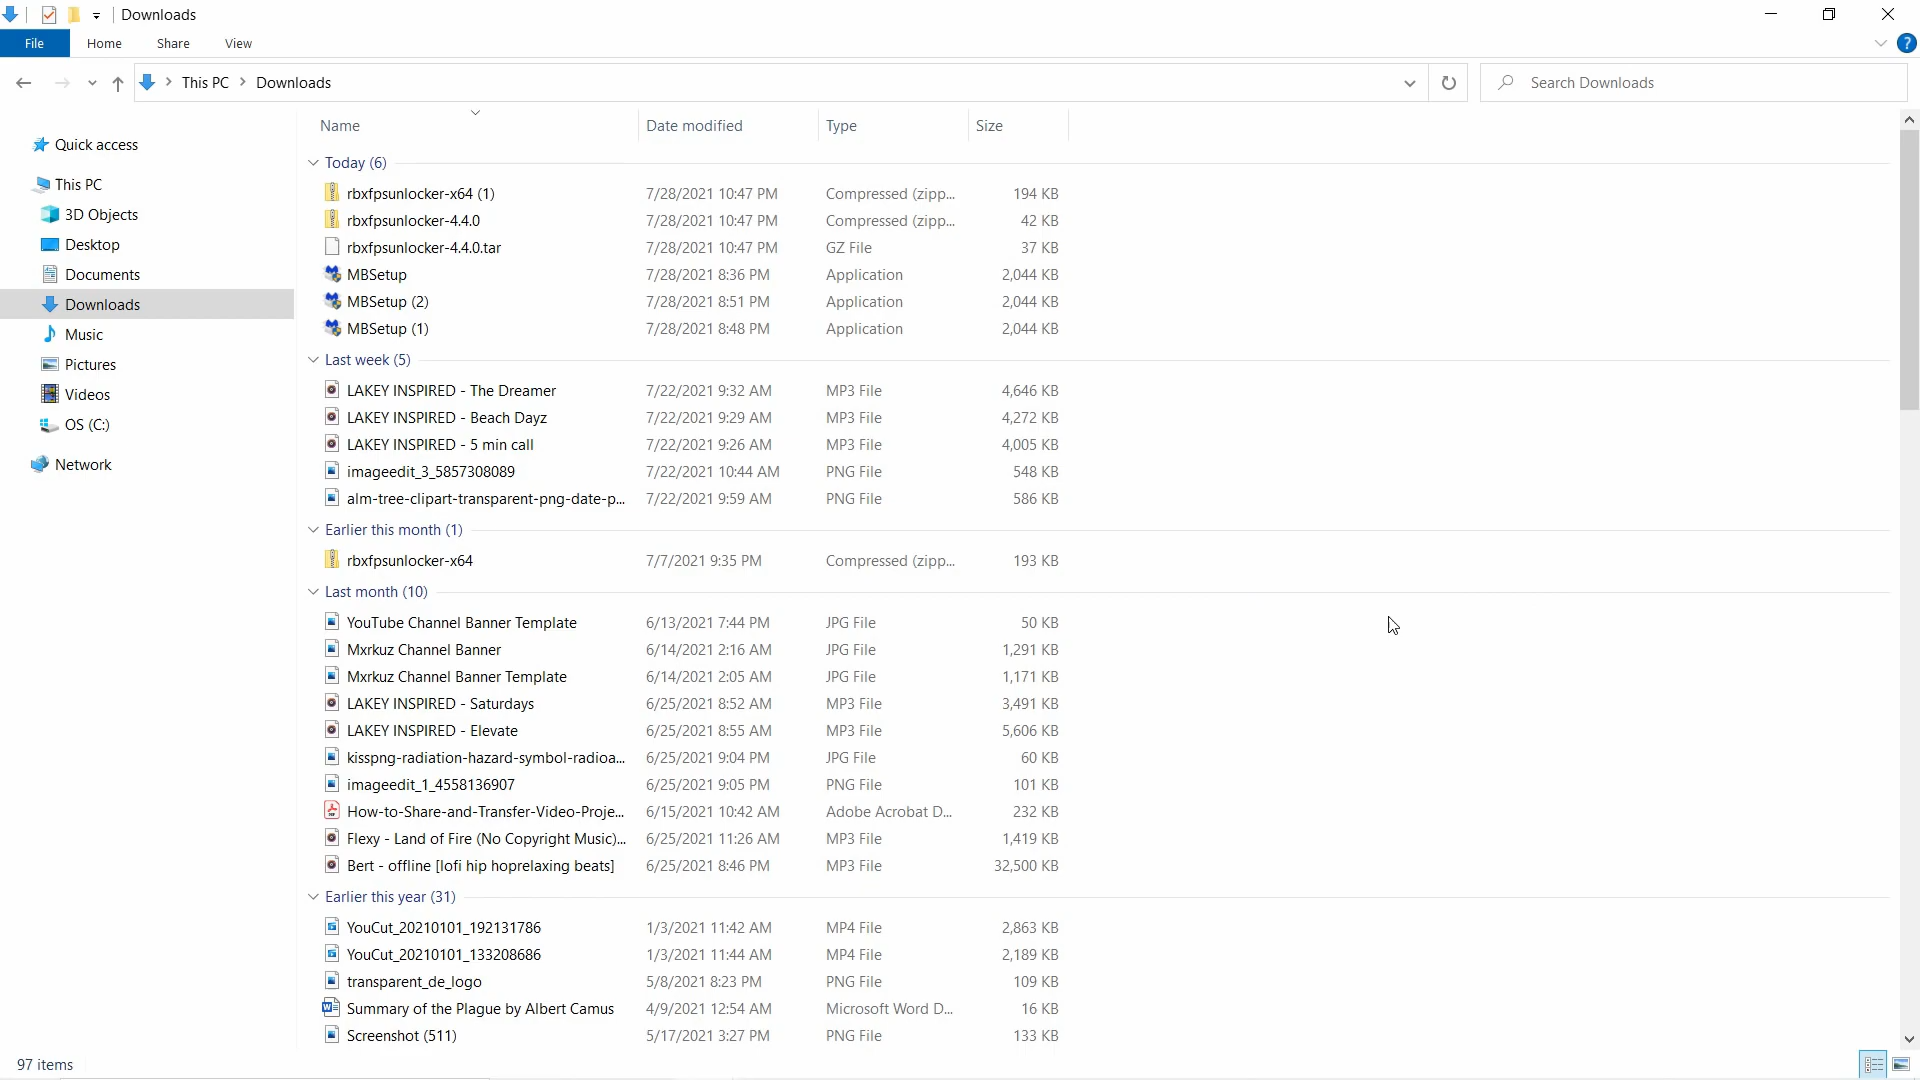 Downloads
File Home Share View ?
This PC Downloads Search Downloads
Name Date modified Type Size
Quick access
This PC
3D Objects
Desktop
Documents
Downloads
Music
Pictures
Videos
OS (C:)
Network
Today (6)
rbxfpsunlocker-x64 (1) 7/28/2021 10:47 PM Compressed (zipp... 194 KB
rbxfpsunlocker-4.4.0 7/28/2021 10:47 PM Compressed (zipp... 42 KB
rbxfpsunlocker-4.4.0.tar 7/28/2021 10:47 PM GZ File 37 KB
MBSetup 7/28/2021 8:36 PM Application 2,044 KB
MBSetup (2) 7/28/2021 8:51 PM Application 2,044 KB
MBSetup (1) 7/28/2021 8:48 PM Application 2,044 KB
Last week (5)
LAKEY INSPIRED - The Dreamer 7/22/2021 9:32 AM MP3 File 4,646 KB
LAKEY INSPIRED - Beach Dayz 7/22/2021 9:29 AM MP3 File 4,272 KB
LAKEY INSPIRED - 5 min call 7/22/2021 9:26 AM MP3 File 4,005 KB
imageedit_3_5857308089 7/22/2021 10:44 AM PNG File 548 KB
alm-tree-clipart-transparent-png-date-p... 7/22/2021 9:59 AM PNG File 586 KB
Earlier this month (1)
rbxfpsunlocker-x64 7/7/2021 9:35 PM Compressed (zipp... 193 KB
Last month (10)
YouTube Channel Banner Template 6/13/2021 7:44 PM JPG File 50 KB
Mxrkuz Channel Banner 6/14/2021 2:16 AM JPG File 1,291 KB
Mxrkuz Channel Banner Template 6/14/2021 2:05 AM JPG File 1,171 KB
LAKEY INSPIRED - Saturdays 6/25/2021 8:52 AM MP3 File 3,491 KB
LAKEY INSPIRED - Elevate 6/25/2021 8:55 AM MP3 File 5,606 KB
kisspng-radiation-hazard-symbol-radioa... 6/25/2021 9:04 PM JPG File 60 KB
imageedit_1_4558136907 6/25/2021 9:05 PM PNG File 101 KB
How-to-Share-and-Transfer-Video-Proje... 6/15/2021 10:42 AM Adobe Acrobat D... 232 KB
Flexy - Land of Fire (No Copyright Music)... 6/25/2021 11:26 AM MP3 File 1,419 KB
Bert - offline [lofi hip hoprelaxing beats] 6/25/2021 8:46 PM MP3 File 32,500 KB
Earlier this year (31)
YouCut_20210101_192131786 1/3/2021 11:42 AM MP4 File 2,863 KB
YouCut_20210101_133208686 1/3/2021 11:44 AM MP4 File 2,189 KB
transparent_de_logo 5/8/2021 8:23 PM PNG File 109 KB
Summary of the Plague by Albert Camus 4/9/2021 12:54 AM Microsoft Word D... 16 KB
Screenshot (511) 5/17/2021 3:27 PM PNG File 133 KB
97 items